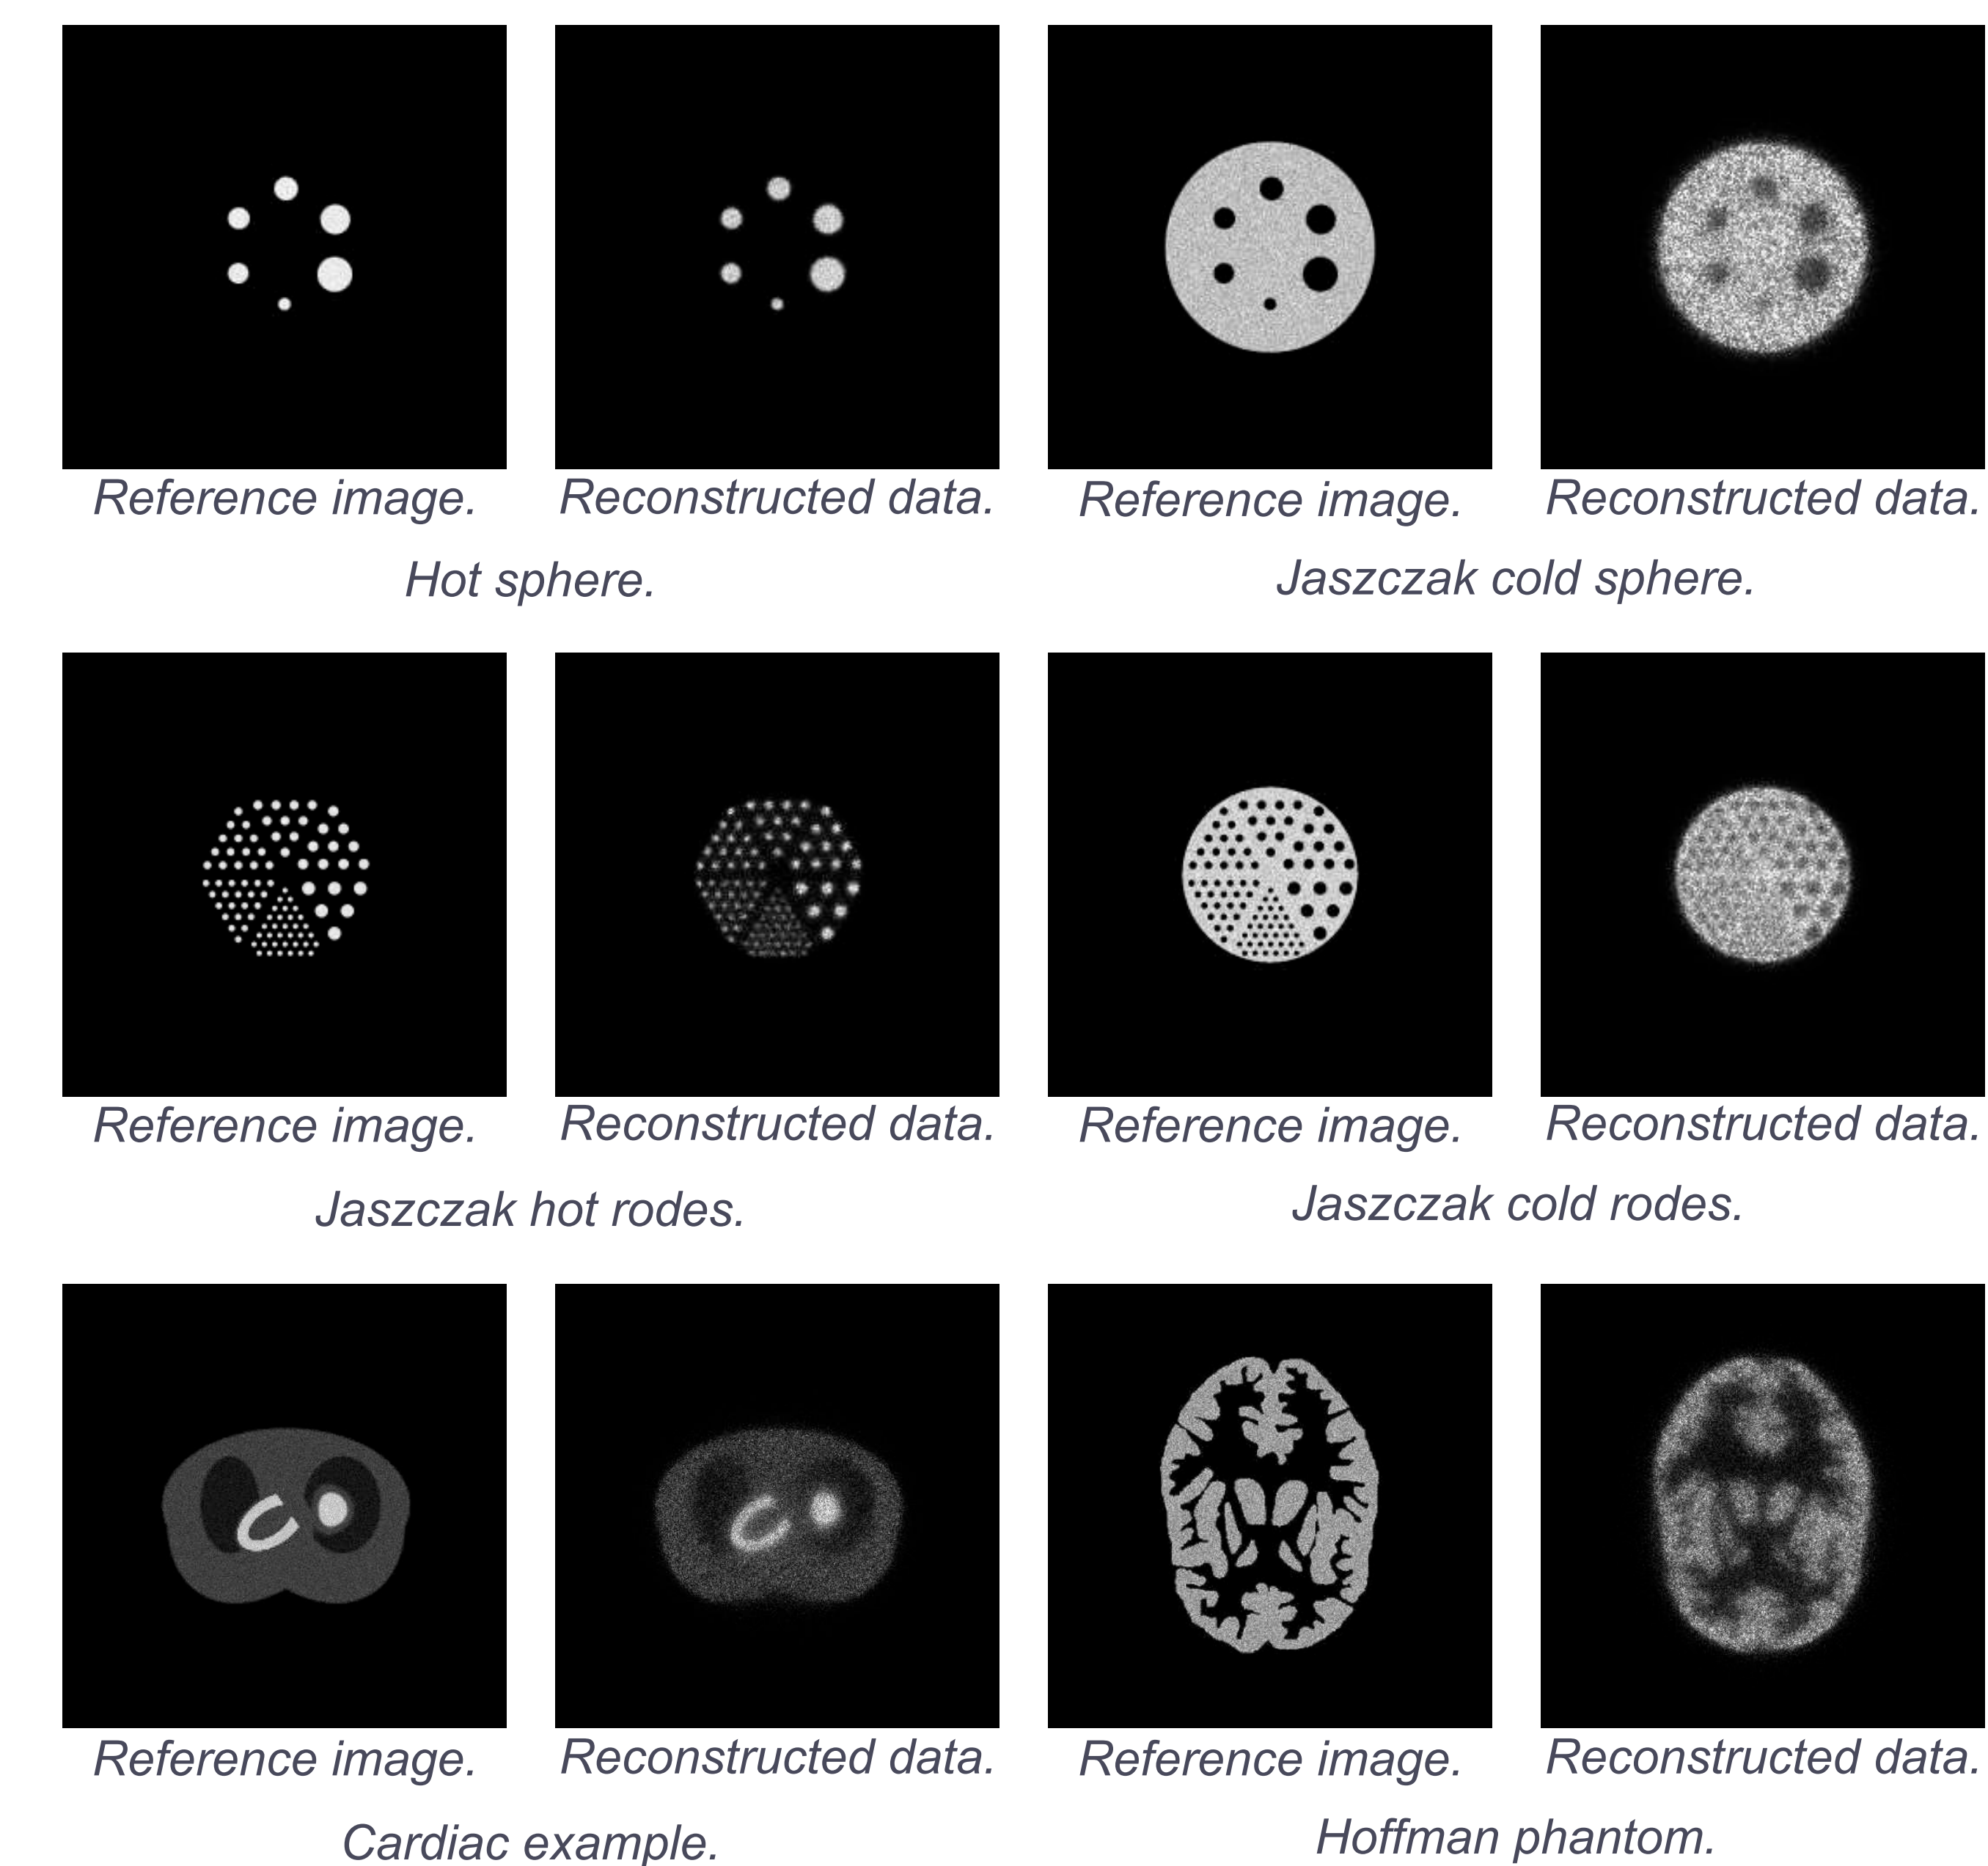 Reference image.
Reconstructed data.
Reference image.
Reconstructed data.
Hot sphere.
Jaszczak cold sphere.
Reference image.
Reconstructed data.
Reference image.
Reconstructed data.
Jaszczak hot rodes.
Jaszczak cold rodes.
Reference image.
Reconstructed data.
Reference image.
Reconstructed data.
Cardiac example.
Hoffman phantom.